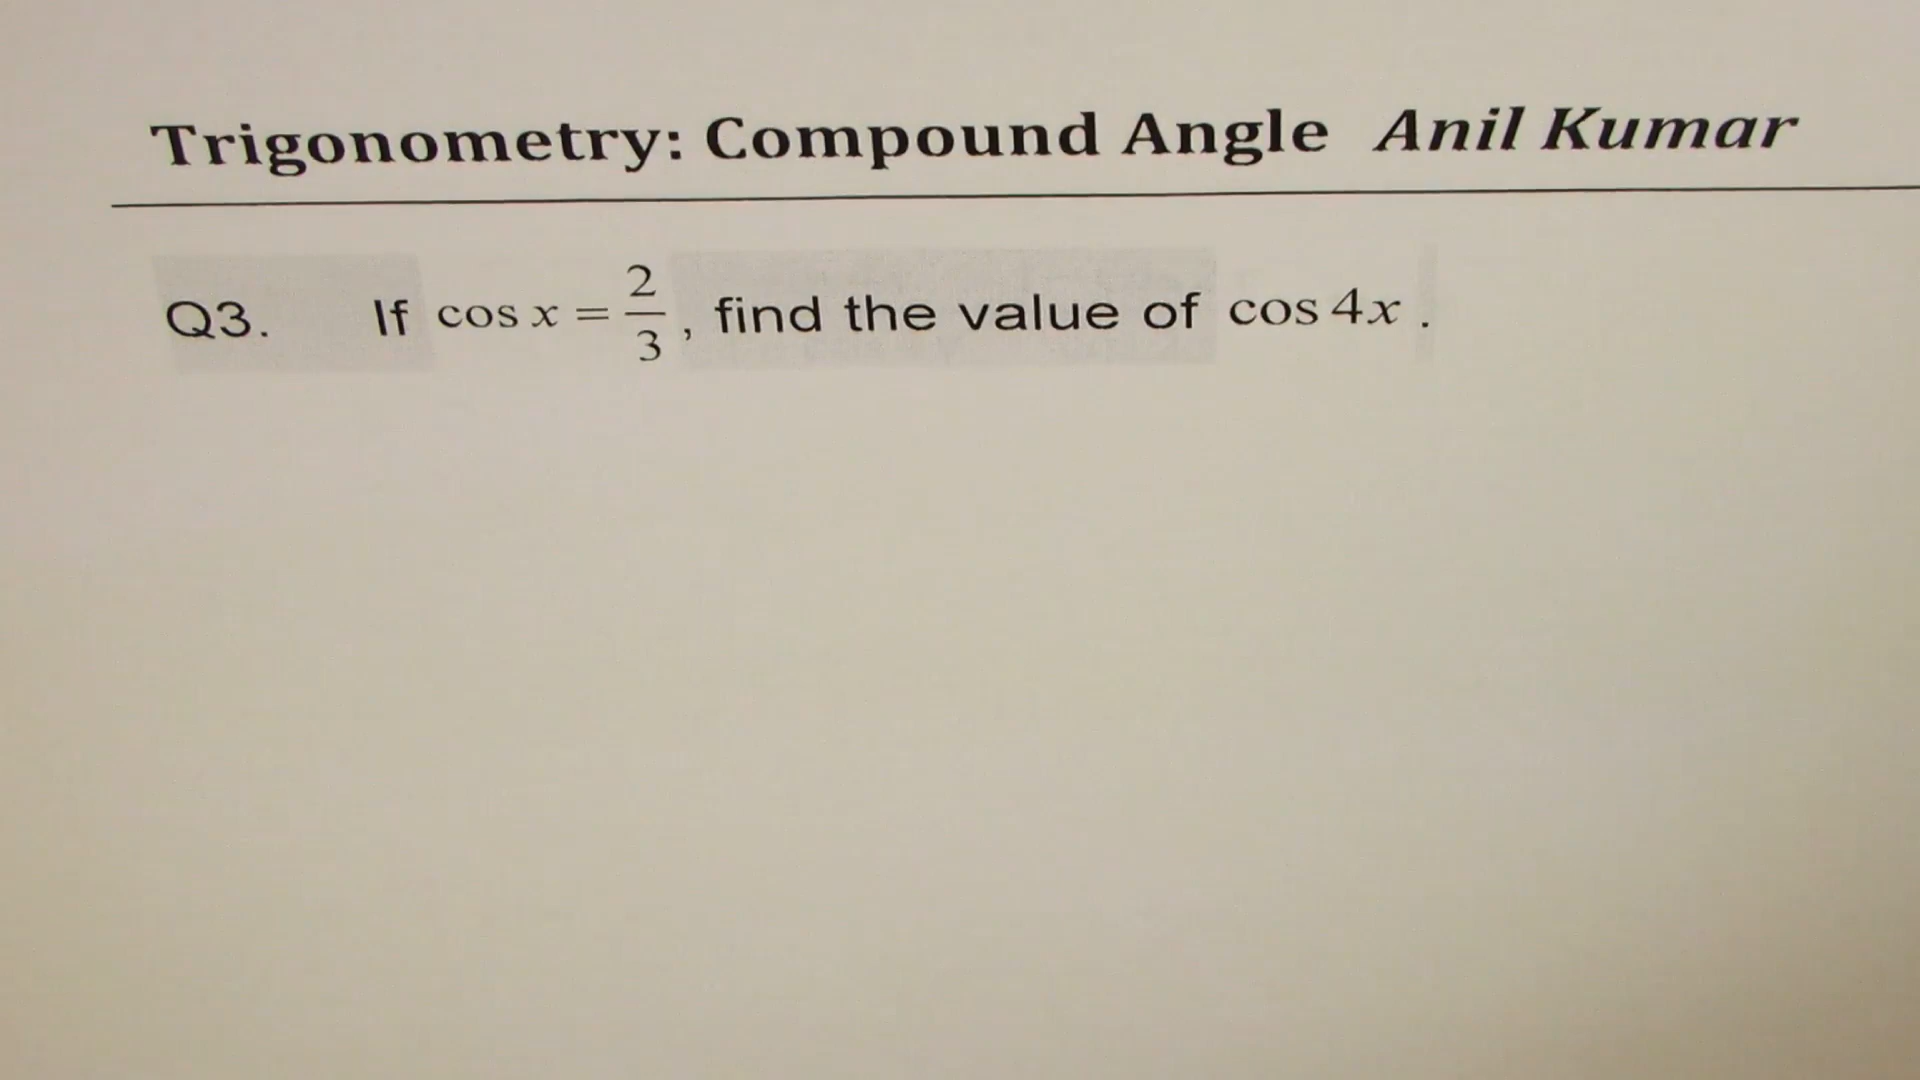 Trigonometry: Compound Angle Anil Kumar
Q3. If cos x = 2/3, find the value of cos 4x.